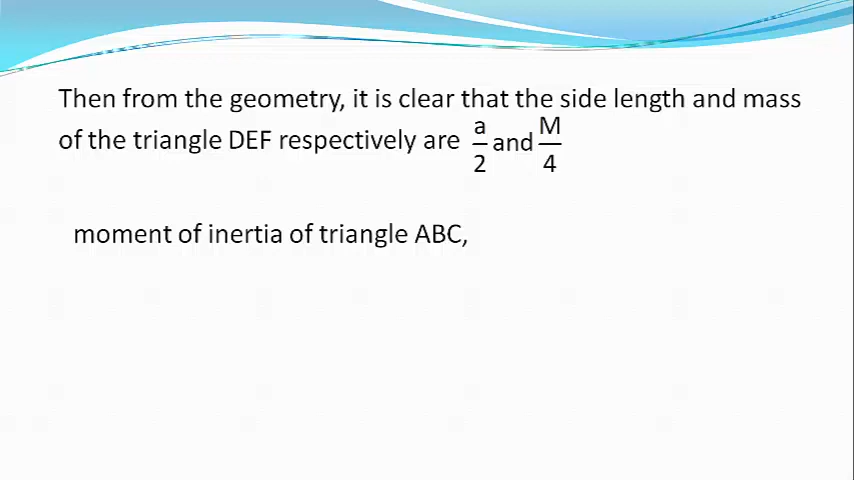 Then from the geometry, it is clear that the side length and mass
of the triangle DEF respectively are a/2 and M/4
moment of inertia of triangle ABC,